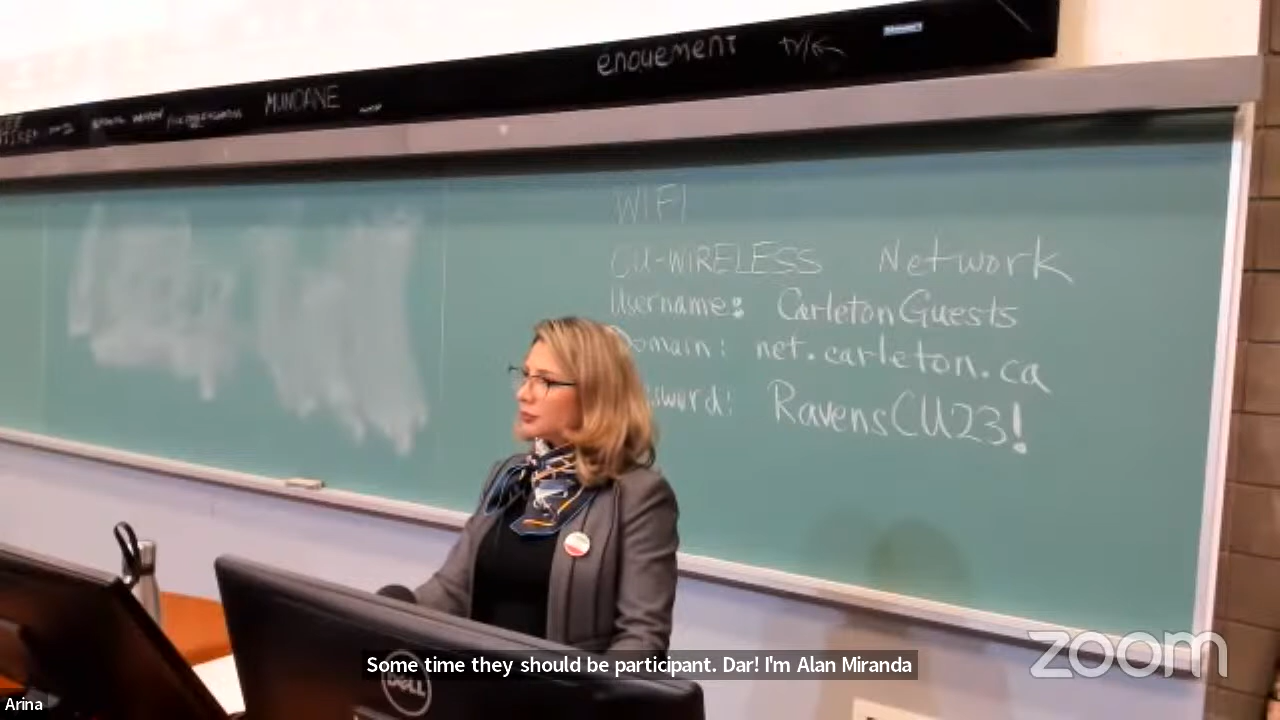 énouement
MUNDANE
WIFI
CU-WIRELESS Network
Username: CarletonGuests
Domain: net.carleton.ca
RavensCU23!
DELL
zoom
Some time they should be participant. Dar! I'm Alan Miranda
Arina